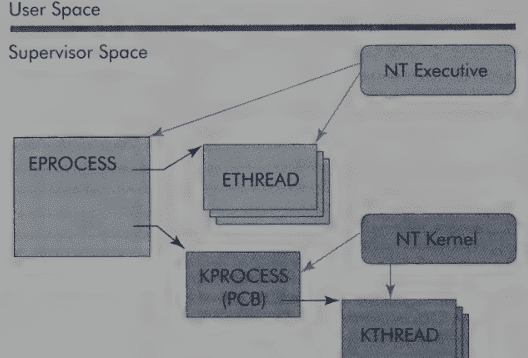 User Space
Supervisor Space
NT Executive
EPROCESS
ETHREAD
NT Kernel
KPROCESS
(PCB)
KTHREAD